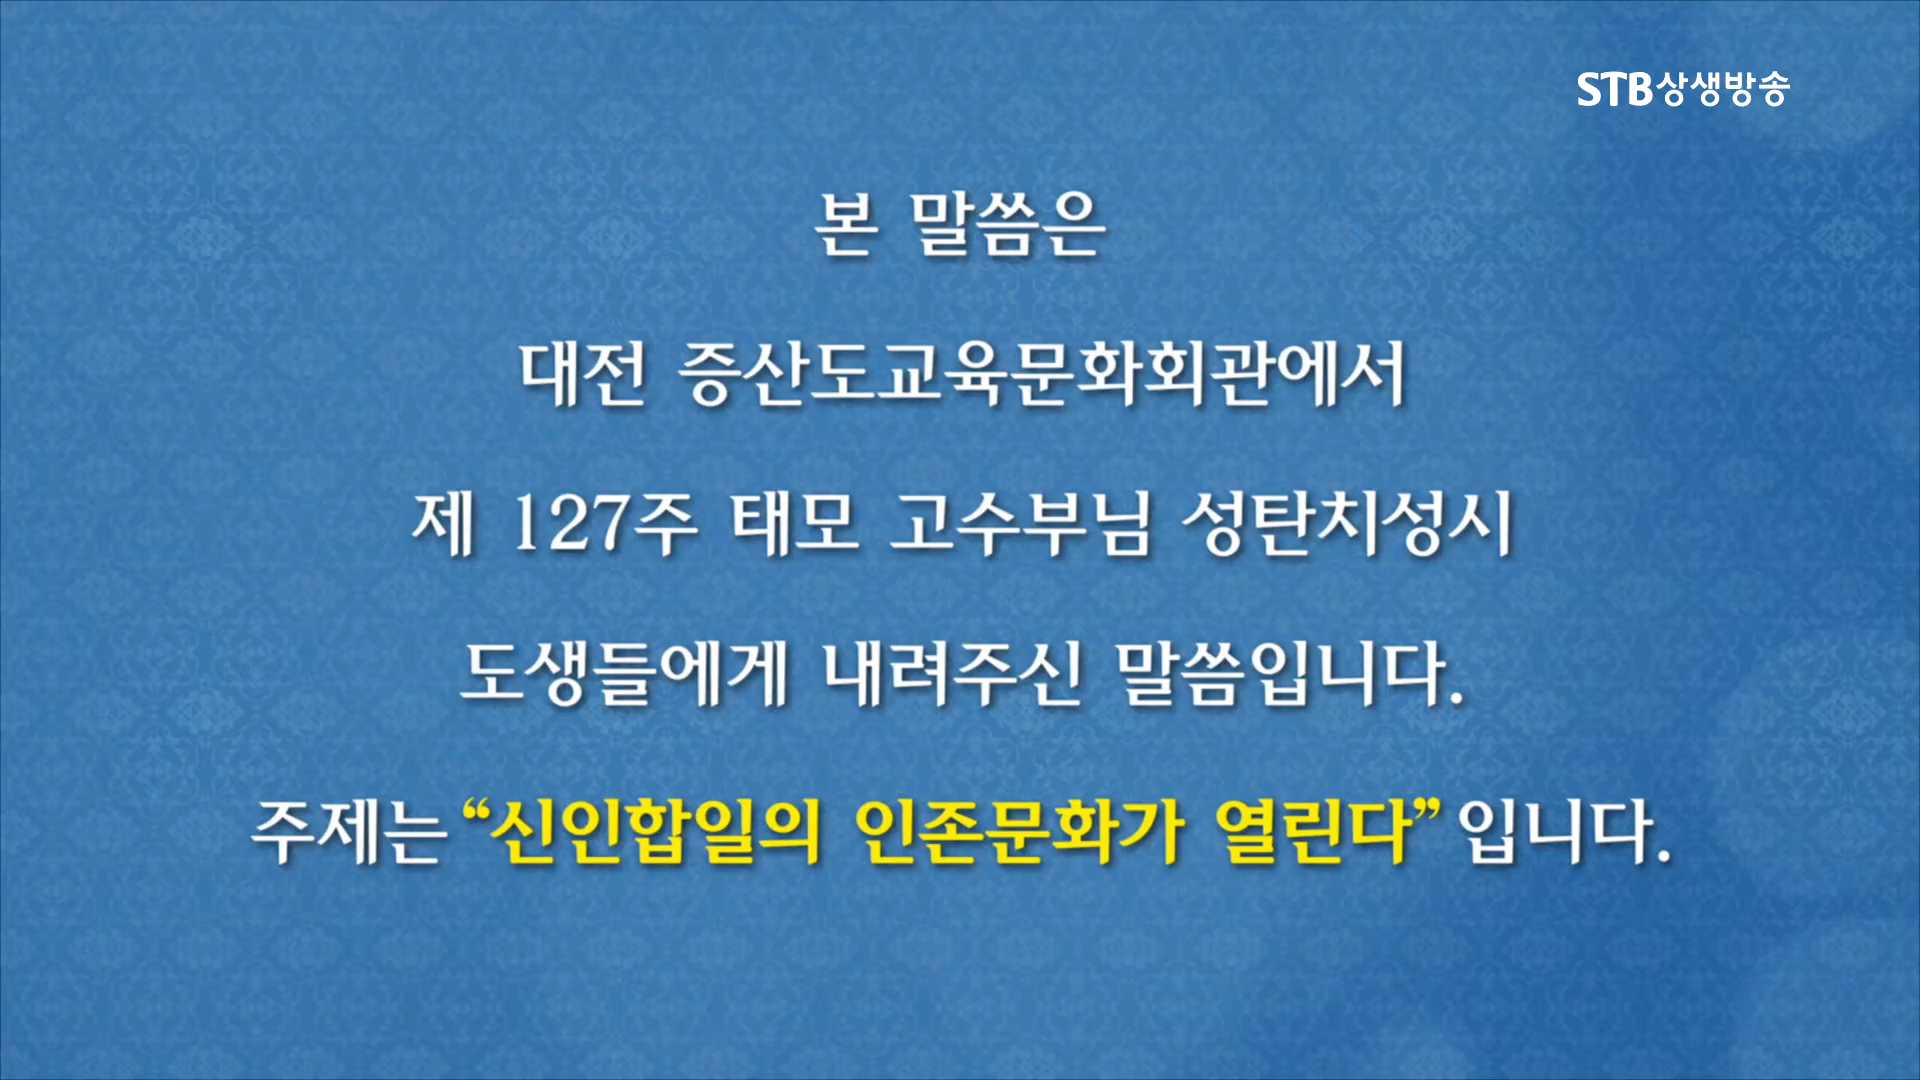 STB상생방송
본 말씀은
대전 증산도교육문화회관에서
제 127주 태모 고수부님 성탄치성시
도생들에게 내려주신 말씀입니다.
주제는 “신인합일의 인존문화가 열린다” 입니다.